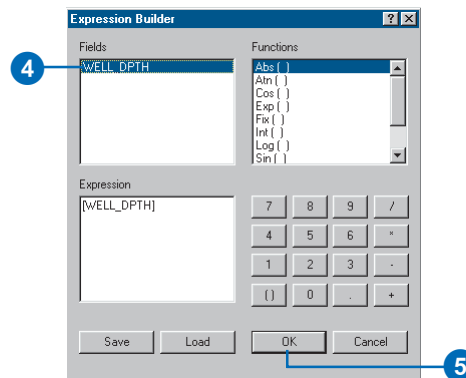 Expression Builder ? X
Fields
Functions
4
WELL_DPTH
Abs ( )
Atn ( )
Cos ( )
Exp ( )
Fix ( )
Int ( )
Log ( )
Sin ( )
Expression
[WELL_DPTH]
7 8 9 /
4 5 6 *
1 2 3 -
( ) 0 . +
Save Load OK Cancel
5